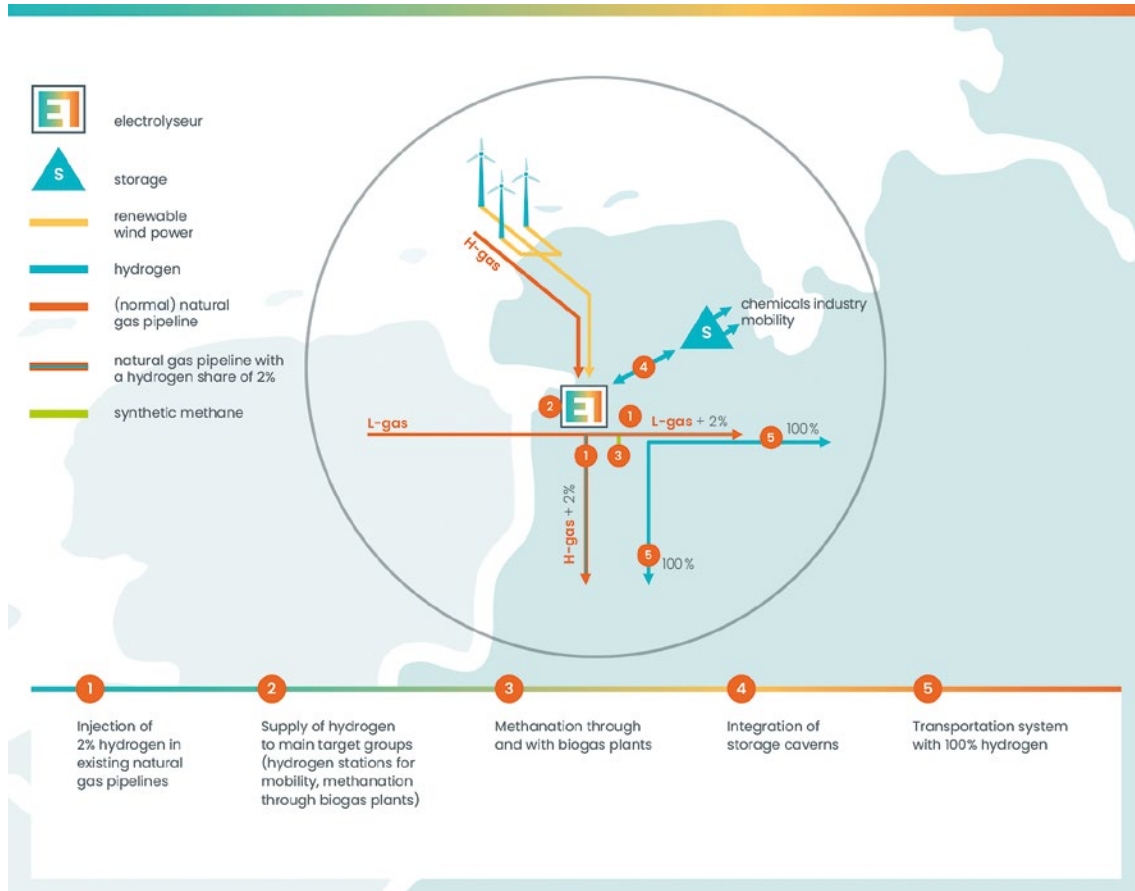 electrolyseur
S
storage
renewable
wind power
hydrogen
(normal) natural
gas pipeline
natural gas pipeline with
a hydrogen share of 2%
synthetic methane
H-gas
chemicals industry
mobility
S
4
2
1
L-gas
L-gas + 2%
5
100%
1
3
H-gas + 2%
5
100%
1
Injection of
2% hydrogen in
existing natural
gas pipelines
2
Supply of hydrogen
to main target groups
(hydrogen stations for
mobility, methanation
through biogas plants)
3
Methanation through
and with biogas plants
4
Integration of
storage caverns
5
Transportation system
with 100% hydrogen